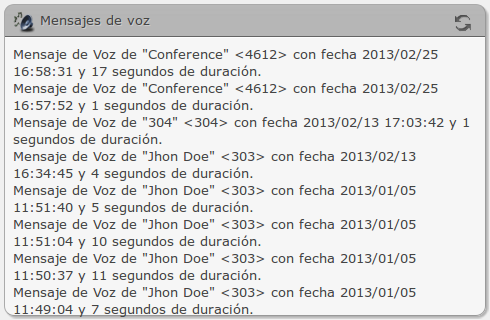 Mensajes de voz
Mensaje de Voz de "Conference" <4612> con fecha 2013/02/25
16:58:31 y 17 segundos de duración.
Mensaje de Voz de "Conference" <4612> con fecha 2013/02/25
16:57:52 y 1 segundos de duración.
Mensaje de Voz de "304" <304> con fecha 2013/02/13 17:03:42 y 1
segundos de duración.
Mensaje de Voz de "Jhon Doe" <303> con fecha 2013/02/13
16:34:45 y 4 segundos de duración.
Mensaje de Voz de "Jhon Doe" <303> con fecha 2013/01/05
11:51:40 y 5 segundos de duración.
Mensaje de Voz de "Jhon Doe" <303> con fecha 2013/01/05
11:51:04 y 10 segundos de duración.
Mensaje de Voz de "Jhon Doe" <303> con fecha 2013/01/05
11:50:37 y 11 segundos de duración.
Mensaje de Voz de "Jhon Doe" <303> con fecha 2013/01/05
11:49:04 y 7 segundos de duración.